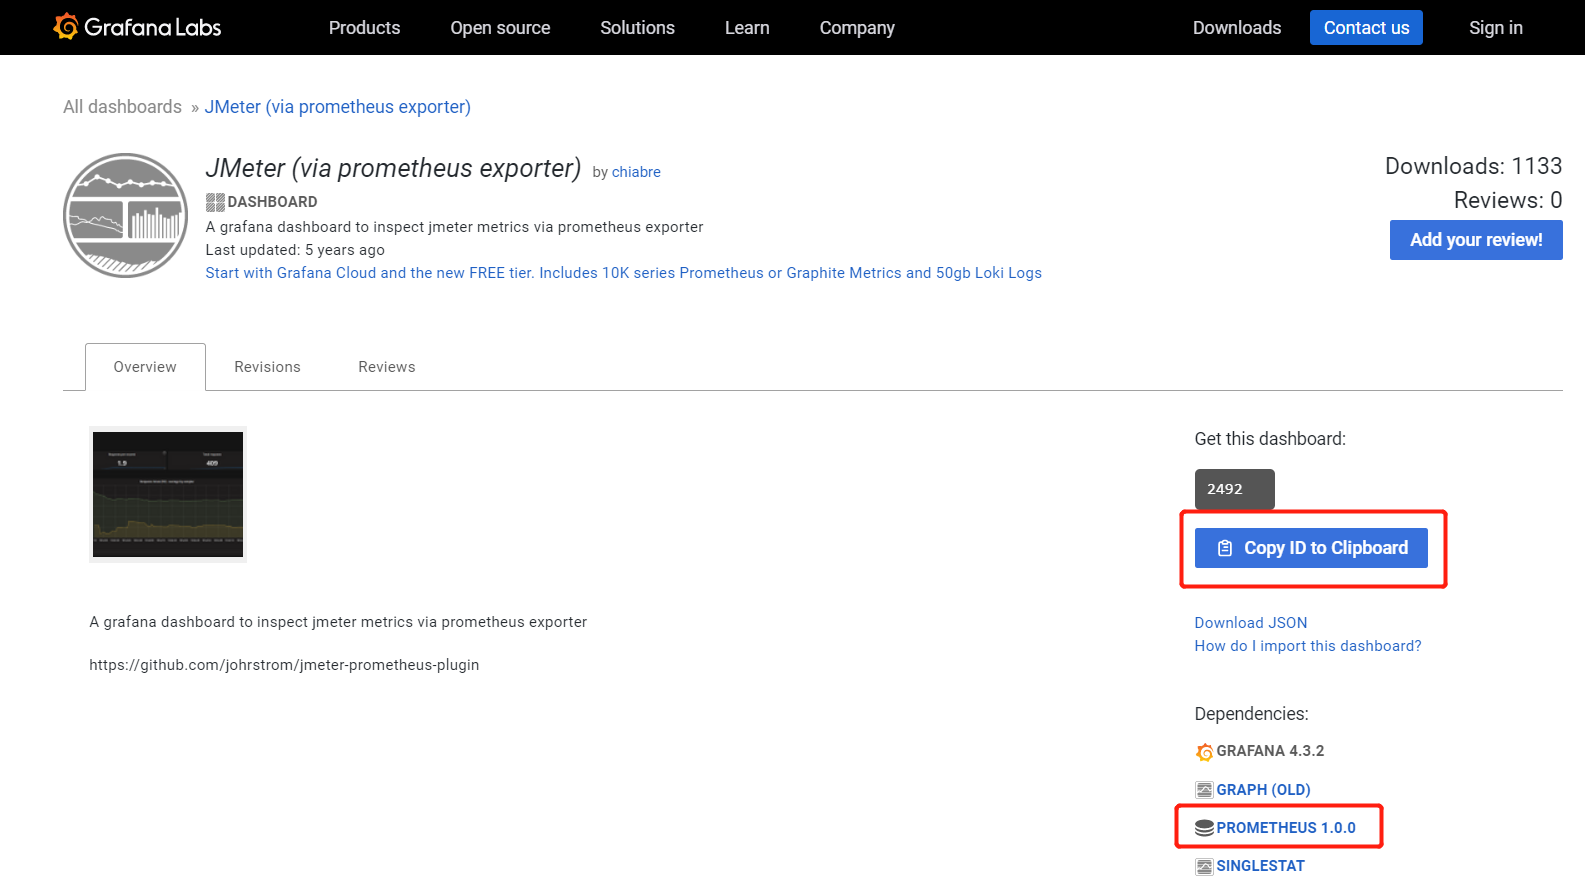 Grafana Labs Products Open source Solutions Learn Company Downloads Contact us Sign in
All dashboards » JMeter (via prometheus exporter)
JMeter (via prometheus exporter) by chiabre
DASHBOARD
A grafana dashboard to inspect jmeter metrics via prometheus exporter
Last updated: 5 years ago
Start with Grafana Cloud and the new FREE tier. Includes 10K series Prometheus or Graphite Metrics and 50gb Loki Logs
Downloads: 1133
Reviews: 0
Add your review!
Overview Revisions Reviews
1.9 409
A grafana dashboard to inspect jmeter metrics via prometheus exporter
https://github.com/johrstrom/jmeter-prometheus-plugin
Get this dashboard:
2492
Copy ID to Clipboard
Download JSON
How do I import this dashboard?
Dependencies:
GRAFANA 4.3.2
GRAPH (OLD)
PROMETHEUS 1.0.0
SINGLESTAT